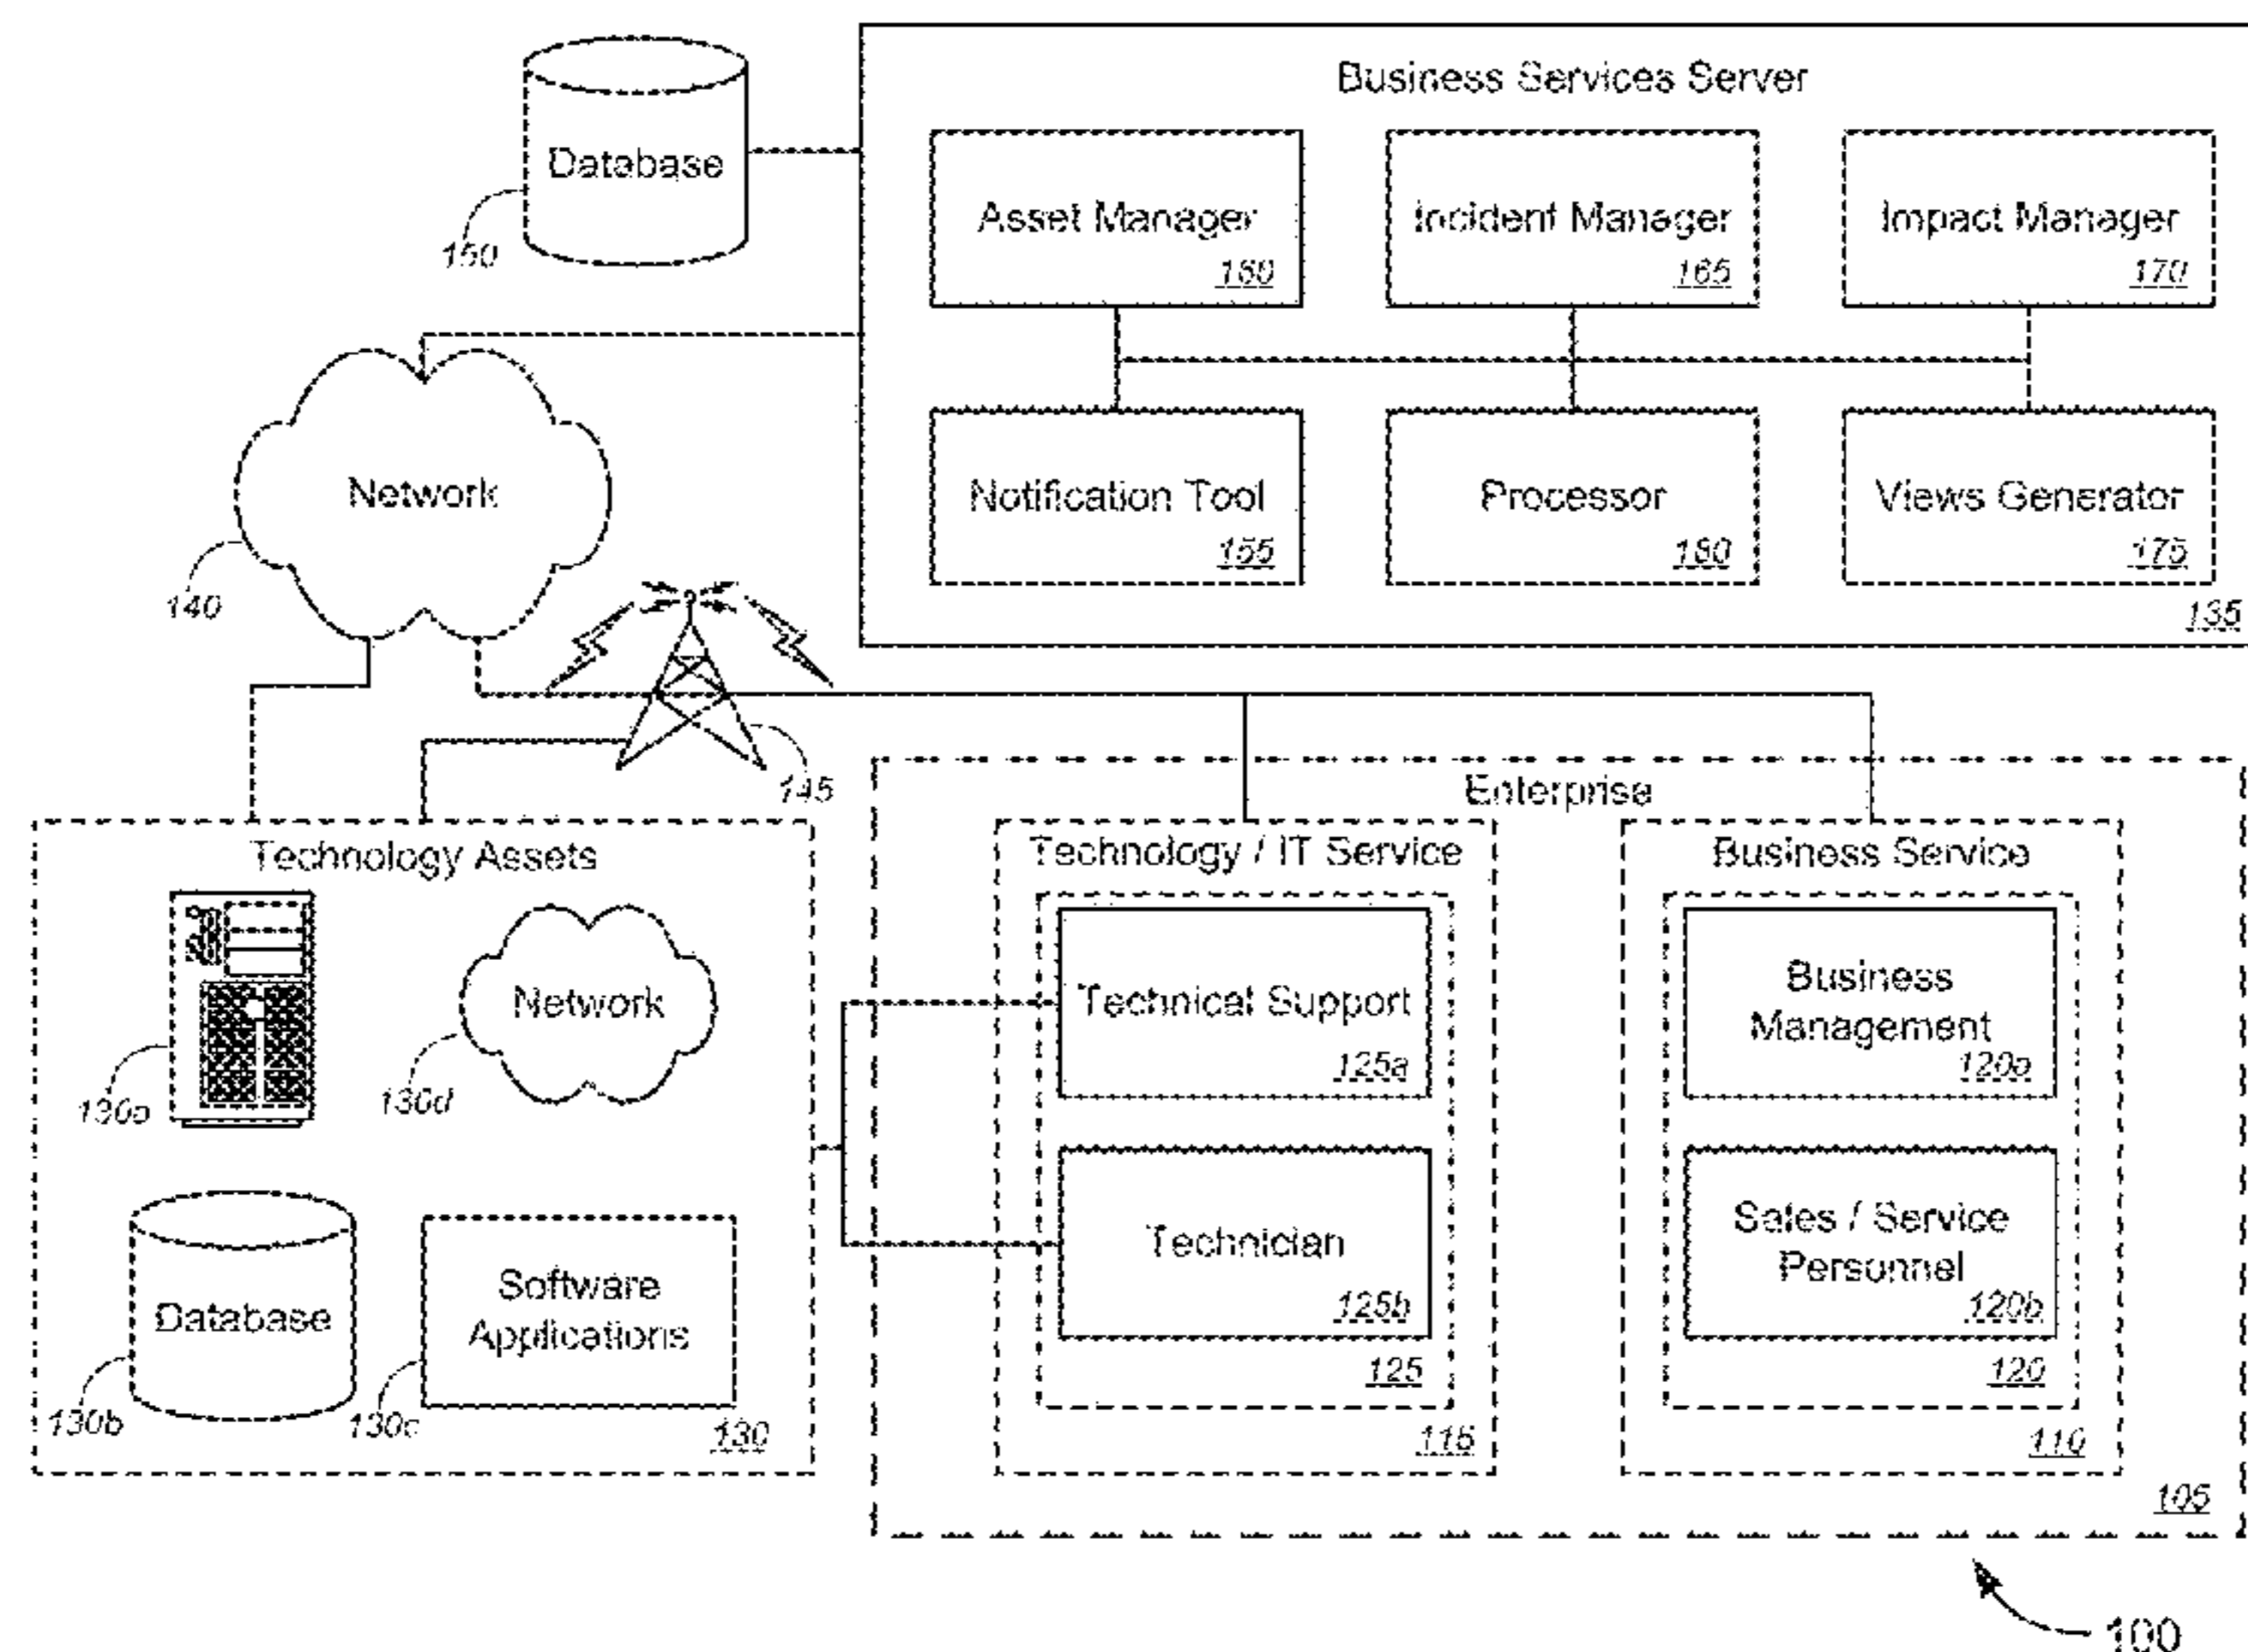 Business Services Server
Database
150
Asset Manager
160
Incident Manager
165
Impact Manager
170
Network
140
Notification Tool
155
Processor
180
Views Generator
175
135
145
Enterprise
Technology Assets
Technology / IT Service
Business Service
130a
Network
130d
Technical Support
125a
Business
Management
120a
Database
130b
Software
Applications
130c
130
Technician
125b
125
115
Sales / Service
Personnel
120b
120
110
105
100